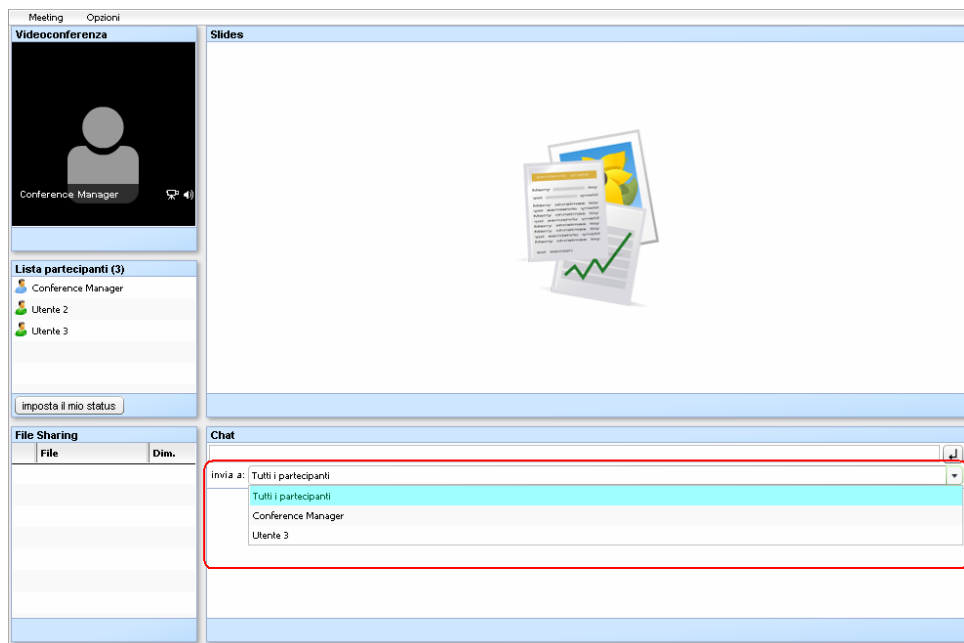 Meeting Opzioni
Videoconferenza
Conference Manager
Lista partecipanti (3)
Conference Manager
Utente 2
Utente 3
imposta il mio status
File Sharing
File Dim.
Slides
Chat
invia a: Tutti i partecipanti
Tutti i partecipanti
Conference Manager
Utente 3